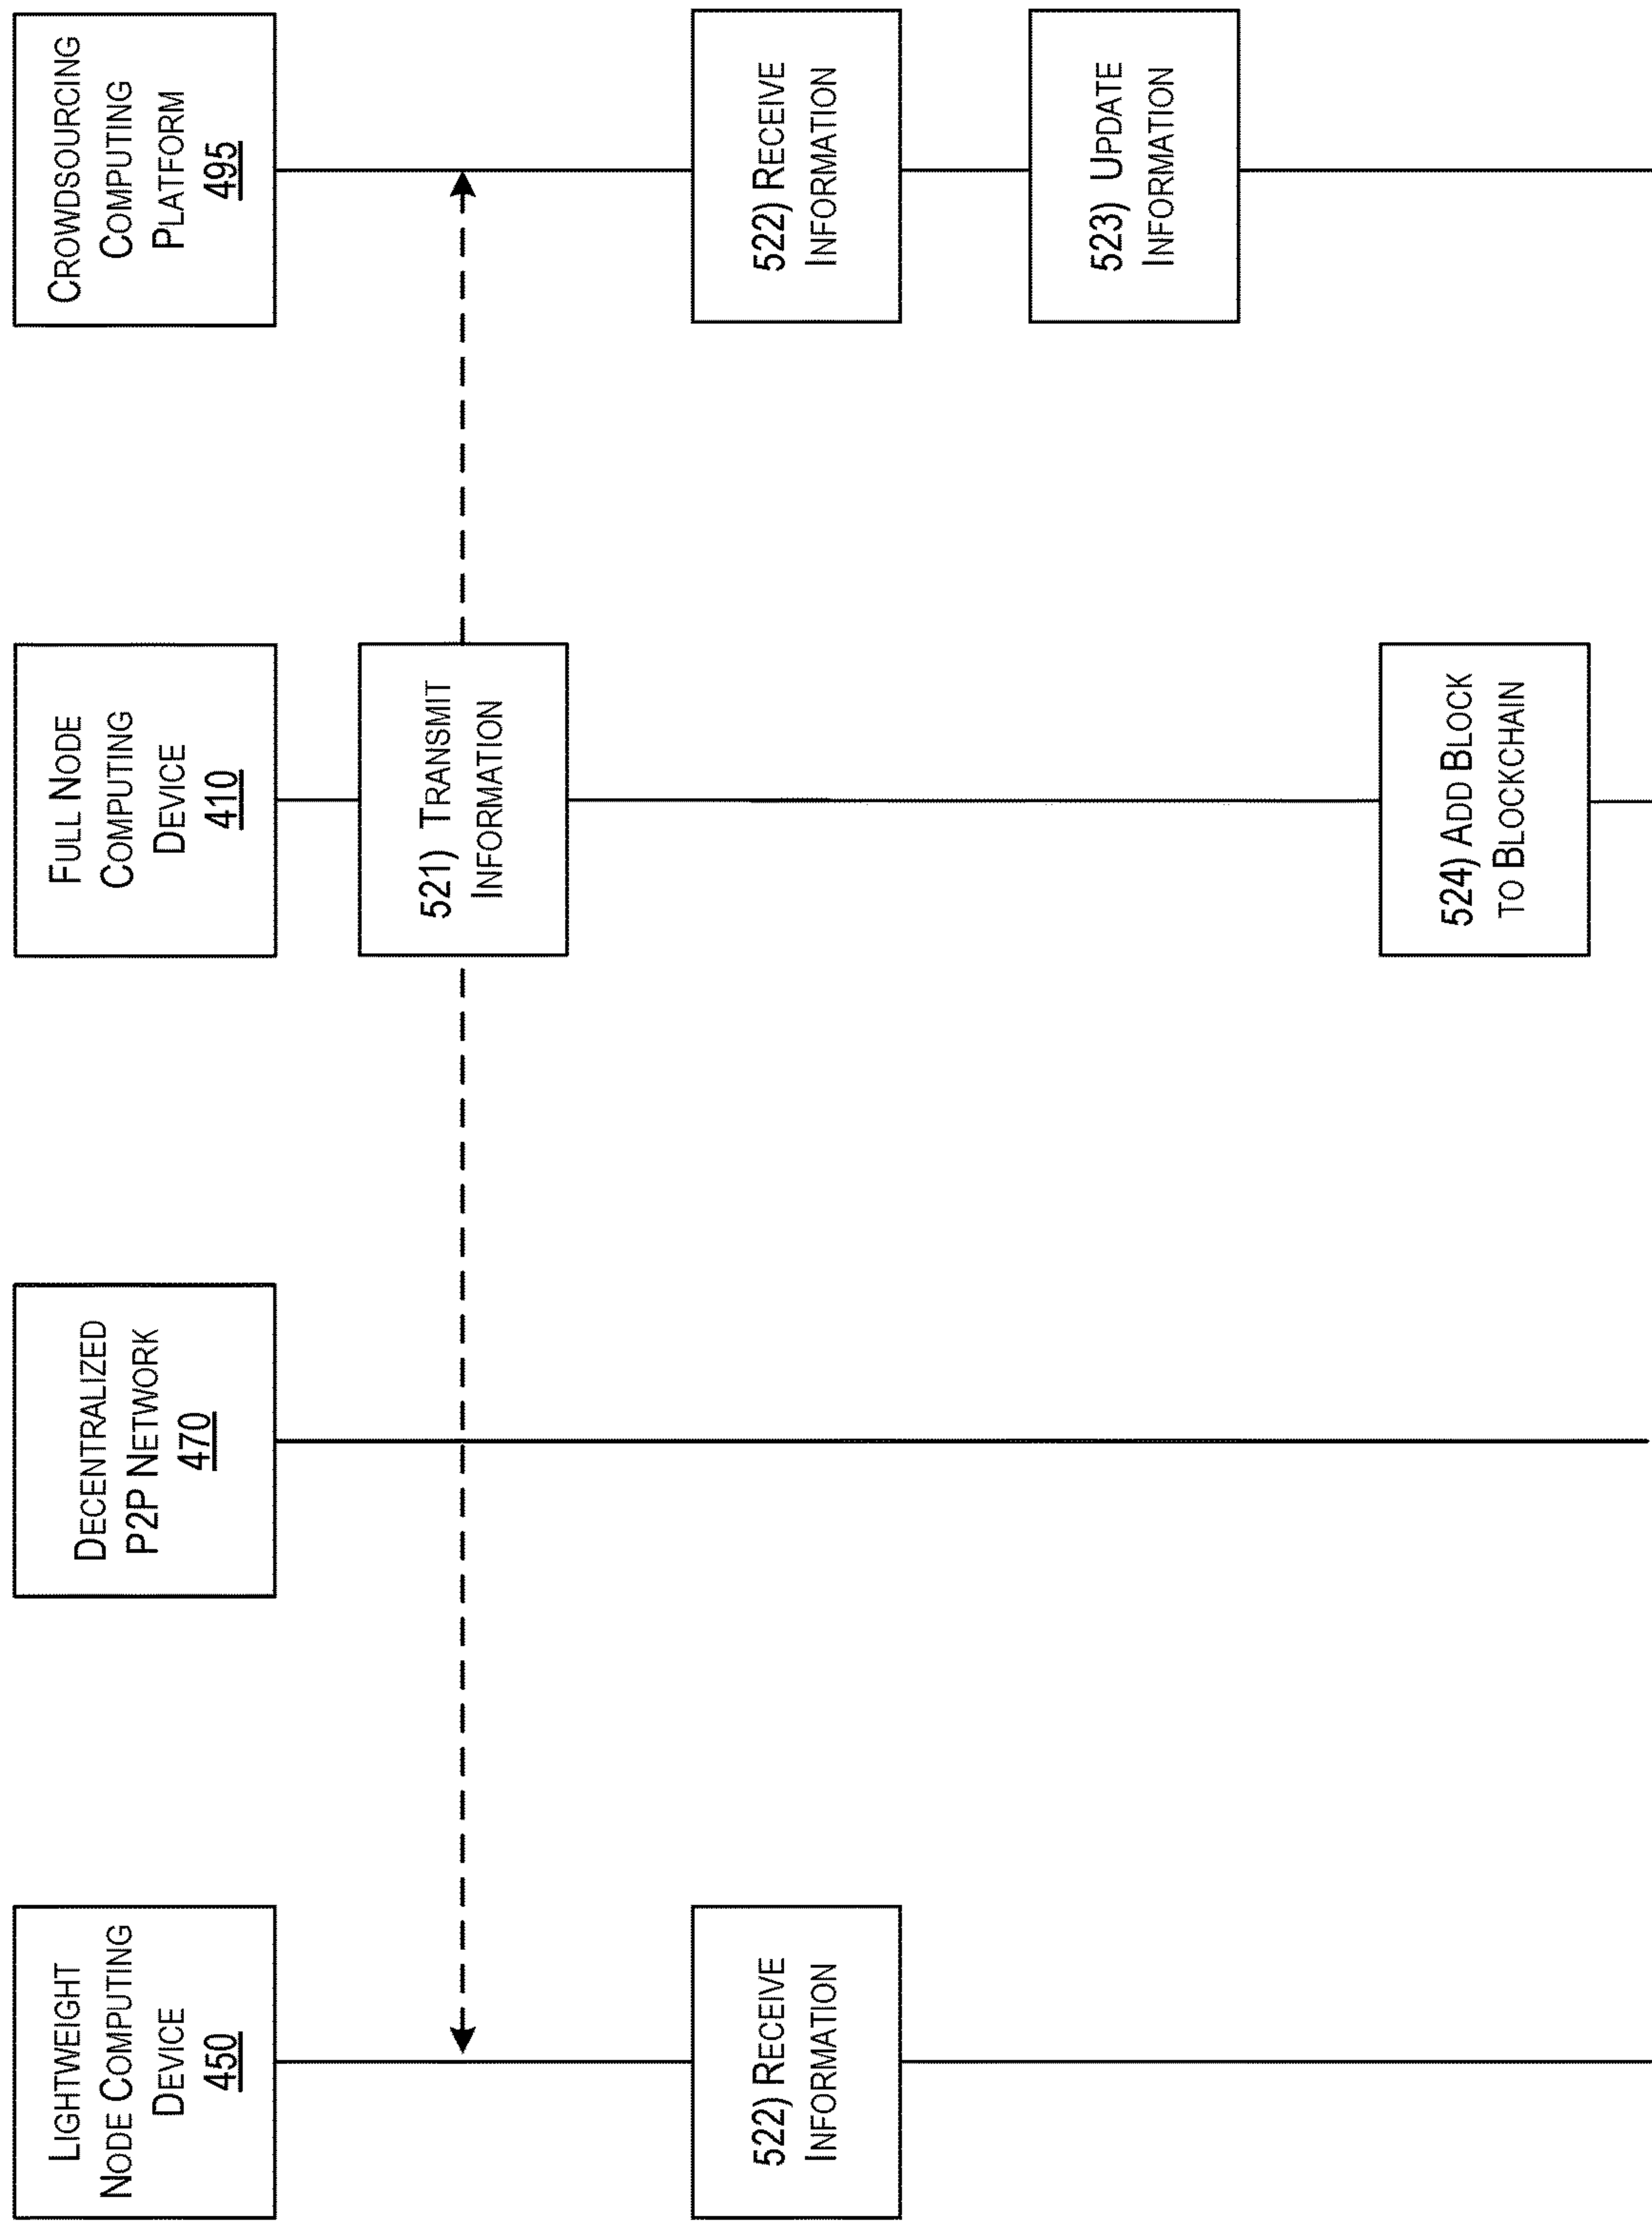 LIGHTWEIGHT
NODE COMPUTING
DEVICE
450
DECENTRALIZED
P2P NETWORK
470
FULL NODE
COMPUTING
DEVICE
410
CROWDSOURCING
COMPUTING
PLATFORM
495
521) TRANSMIT
INFORMATION
522) RECEIVE
INFORMATION
522) RECEIVE
INFORMATION
523) UPDATE
INFORMATION
524) ADD BLOCK
TO BLOCKCHAIN